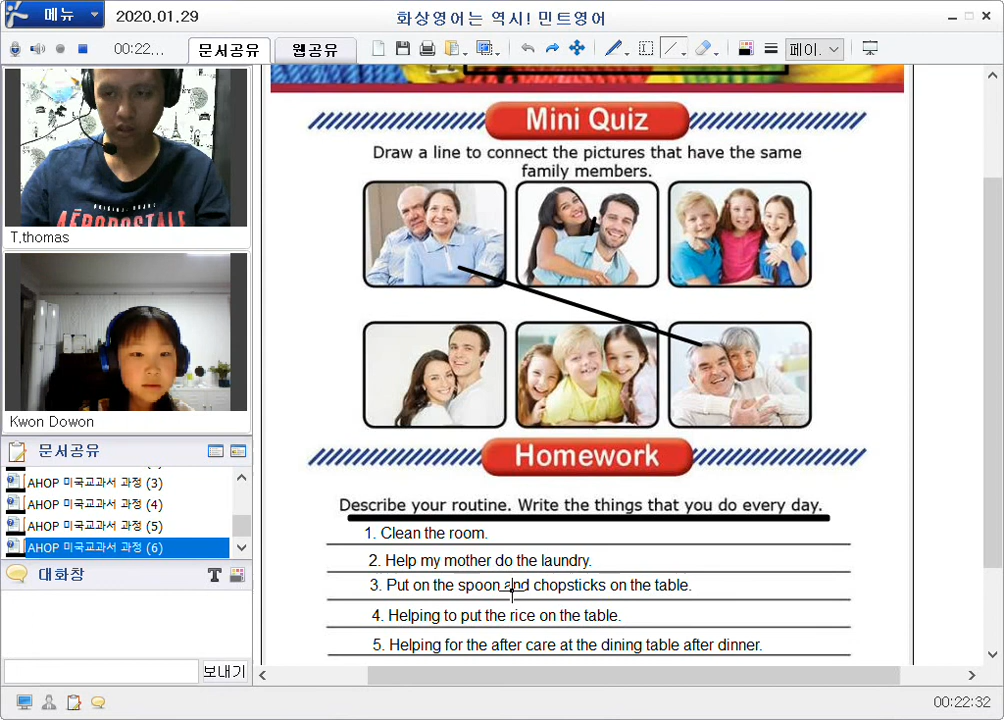 메뉴 2020.01.29 화상영어는 역시! 민트영어
00:22... 문서공유 웹공유 페이.
T,thomas
Kwon Dowon
문서공유
AHOP 미국교과서 과정 (3)
AHOP 미국교과서 과정 (4)
AHOP 미국교과서 과정 (5)
AHOP 미국교과서 과정 (6)
대화창
보내기
Mini Quiz
Draw a line to connect the pictures that have the same
family members.
Homework
Describe your routine. Write the things that you do every day.
1. Clean the room.
2. Help my mother do the laundry.
3. Put on the spoon and chopsticks on the table.
4. Helping to put the rice on the table.
5. Helping for the after care at the dining table after dinner.
00:22:32